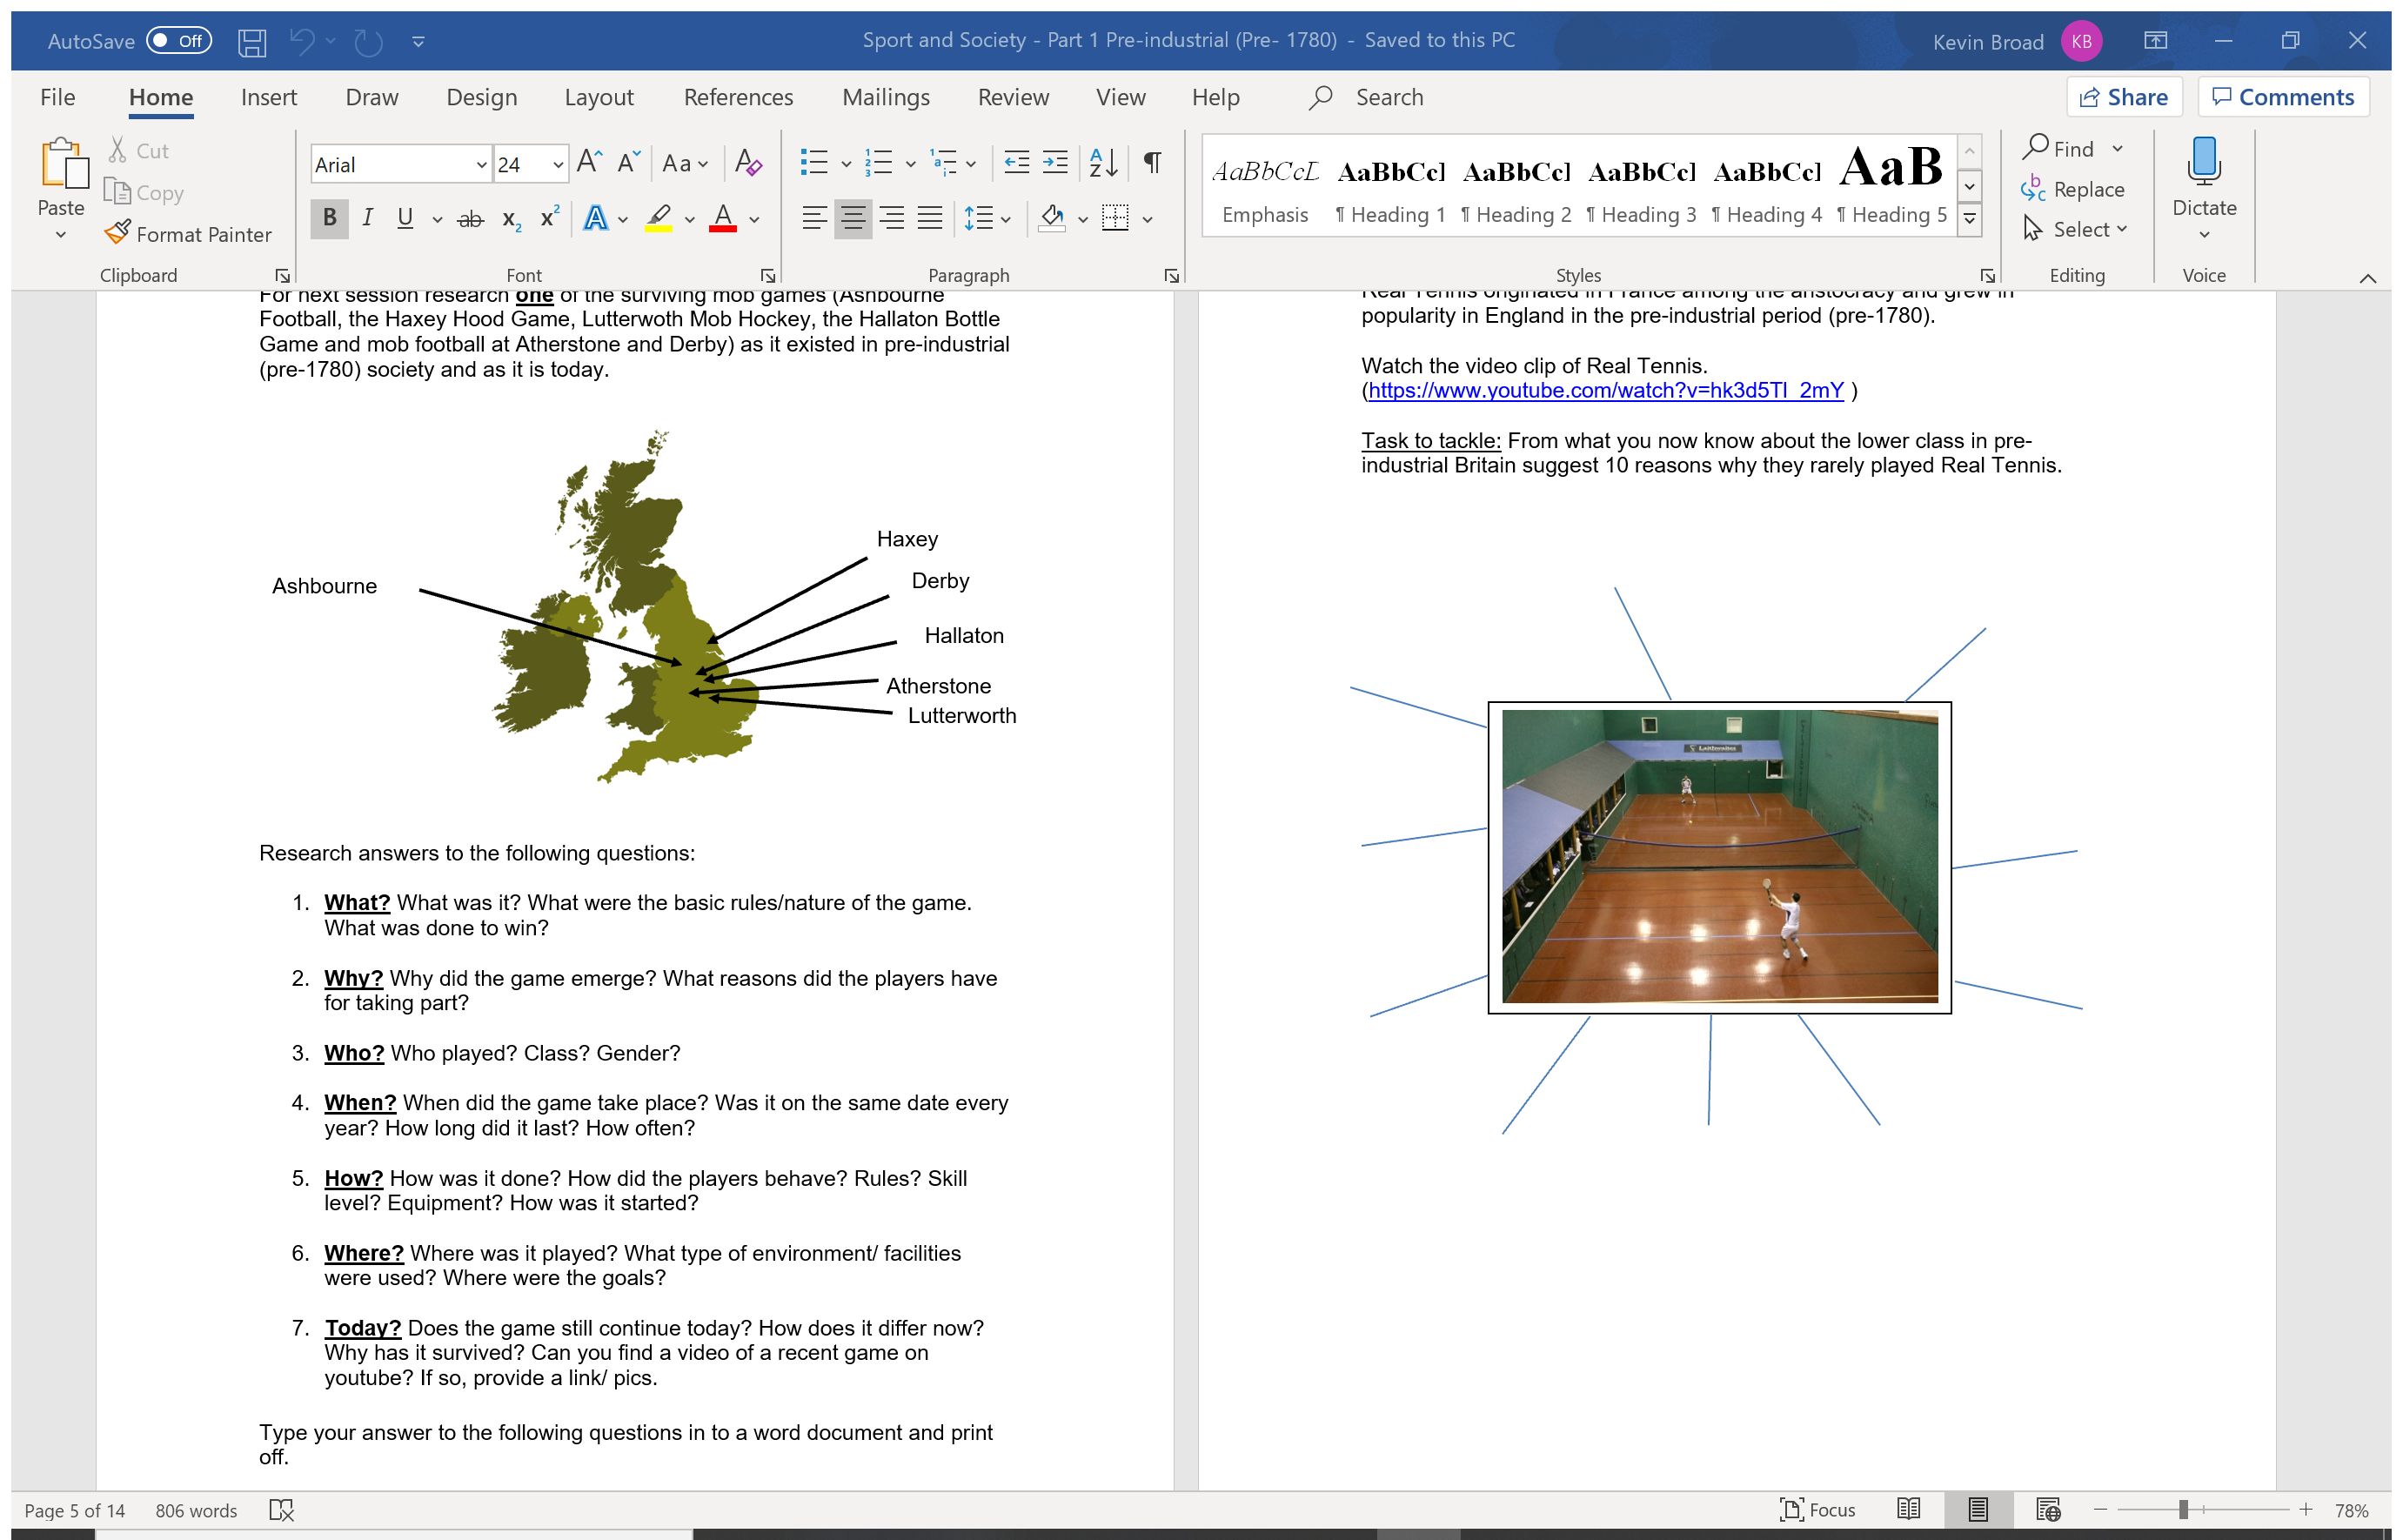 AutoSave Off
Sport and Society - Part 1 Pre-industrial (Pre- 1780) - Saved to this PC
Kevin Broad KB
File Home Insert Draw Design Layout References Mailings Review View Help Search
Share Comments
Paste
Cut
Copy
Format Painter
Clipboard
Arial 24
Aa
B I U ab x2 x2 A A
Font
Paragraph
AaBbCcL AaBbCcl AaBbCcl AaBbCcl AaBbCcl AaB
Emphasis ¶ Heading 1 ¶ Heading 2 ¶ Heading 3 ¶ Heading 4 ¶ Heading 5
Styles
Find
Replace
Select
Editing
Dictate
Voice
For next session research one of the surviving mob games (Ashbourne
Football, the Haxey Hood Game, Lutterwoth Mob Hockey, the Hallaton Bottle
Game and mob football at Atherstone and Derby) as it existed in pre-industrial
(pre-1780) society and as it is today.
Haxey
Derby
Ashbourne
Hallaton
Atherstone
Lutterworth
Research answers to the following questions:
1. What? What was it? What were the basic rules/nature of the game.
What was done to win?
2. Why? Why did the game emerge? What reasons did the players have
for taking part?
3. Who? Who played? Class? Gender?
4. When? When did the game take place? Was it on the same date every
year? How long did it last? How often?
5. How? How was it done? How did the players behave? Rules? Skill
level? Equipment? How was it started?
6. Where? Where was it played? What type of environment/ facilities
were used? Where were the goals?
7. Today? Does the game still continue today? How does it differ now?
Why has it survived? Can you find a video of a recent game on
youtube? If so, provide a link/ pics.
Type your answer to the following questions in to a word document and print
off.
Real Tennis originated in France among the aristocracy and grew in
popularity in England in the pre-industrial period (pre-1780).
Watch the video clip of Real Tennis.
(https://www.youtube.com/watch?v=hk3d5Tl_2mY )
Task to tackle: From what you now know about the lower class in pre-
industrial Britain suggest 10 reasons why they rarely played Real Tennis.
Page 5 of 14 806 words
Focus
78%